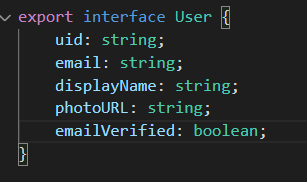 export interface User {
uid: string;
email: string;
displayName: string;
photoURL: string;
emailVerified: boolean;
}